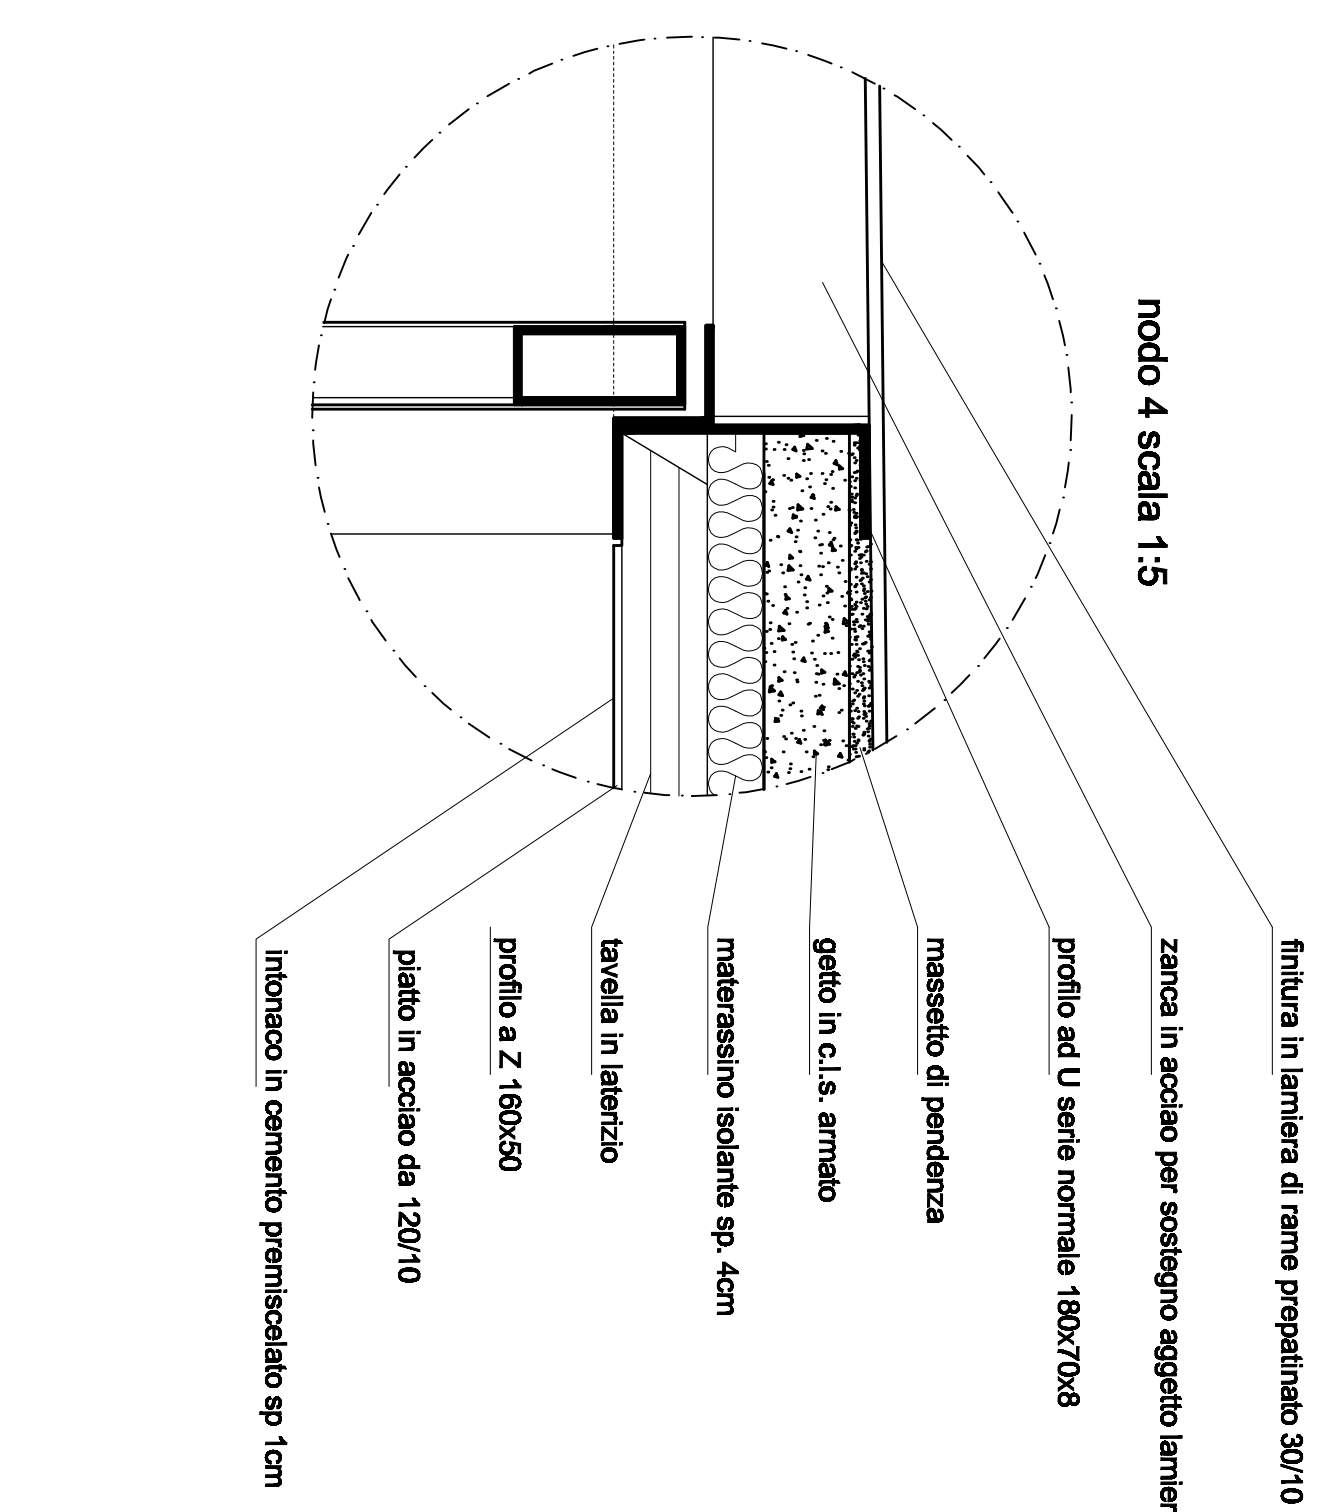 nodo 4 scala 1:5
finitura in lamiera di rame prepatinato 30/10
zanca in acciao per sostegno aggetto lamier
profilo ad U serie normale 180x70x8
massetto di pendenza
getto in c.l.s. armato
materassino isolante sp. 4cm
tavella in laterizio
profilo a Z 160x50
piatto in acciao da 120/10
intonaco in cemento premiscelato sp 1cm